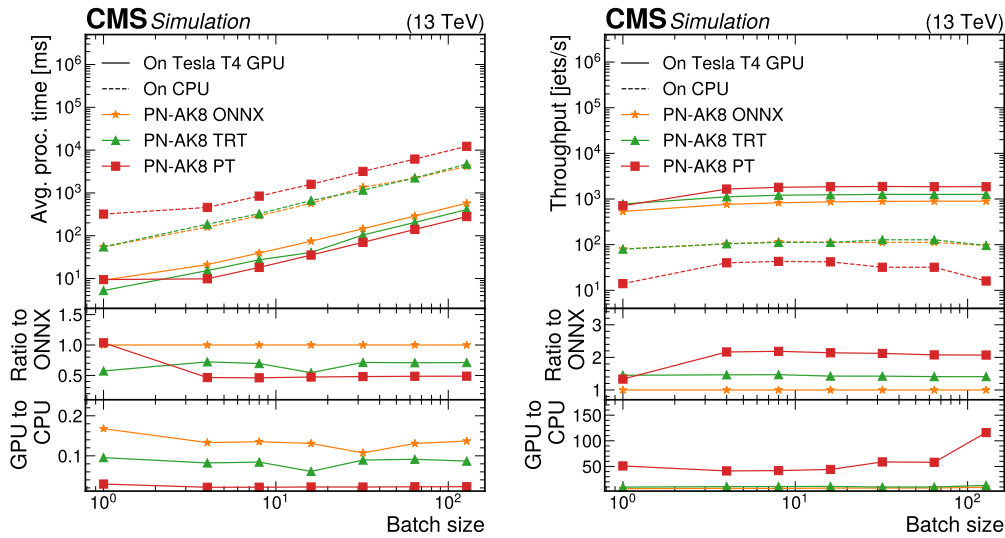 CMS Simulation (13 TeV)
Avg. proc. time [ms]
10^6
10^5
10^4
10^3
10^2
10^1
On Tesla T4 GPU
On CPU
PN-AK8 ONNX
PN-AK8 TRT
PN-AK8 PT
Ratio to
ONNX
1.5
1.0
0.5
GPU to
CPU
0.2
0.1
10^0 10^1 10^2
Batch size
CMS Simulation (13 TeV)
Throughput [jets/s]
10^6
10^5
10^4
10^3
10^2
10^1
On Tesla T4 GPU
On CPU
PN-AK8 ONNX
PN-AK8 TRT
PN-AK8 PT
Ratio to
ONNX
3
2
1
GPU to
CPU
150
100
50
10^0 10^1 10^2
Batch size